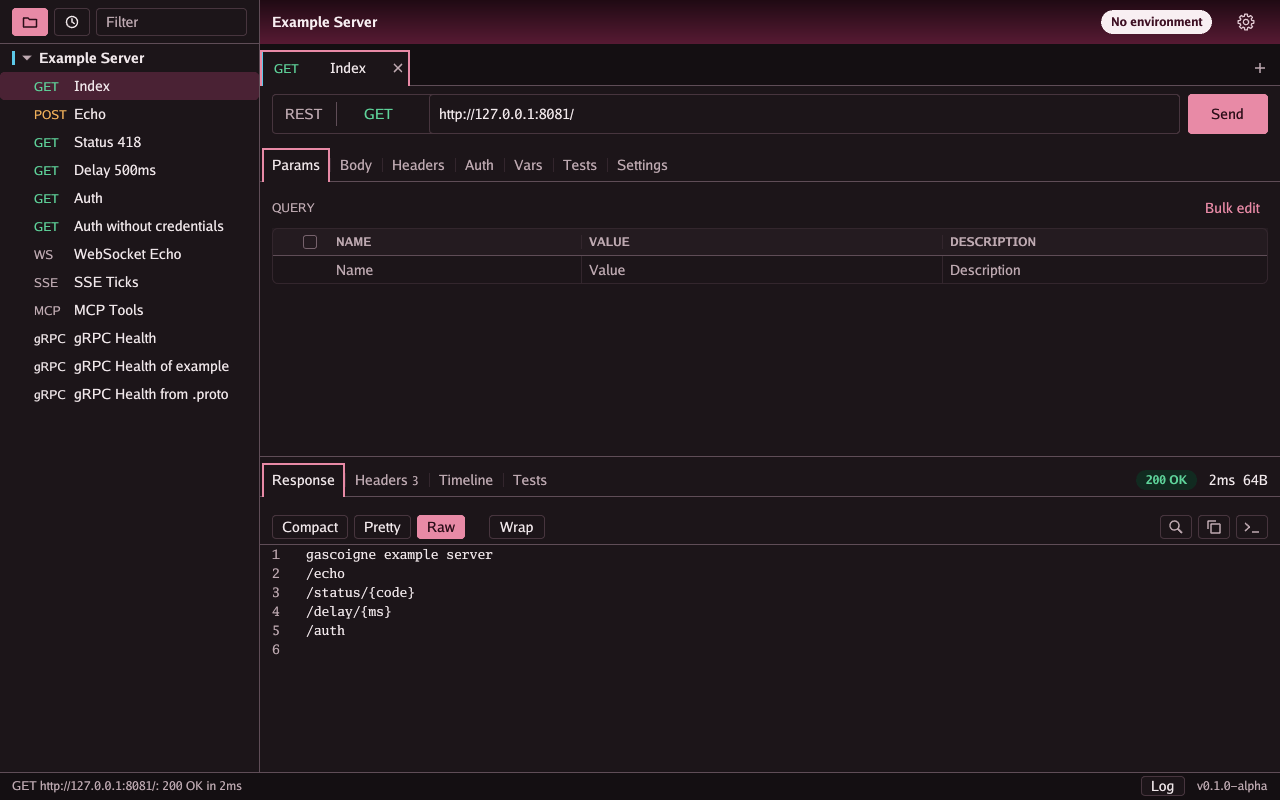 Filter
Example Server
No environment
Example Server
GET Index
POST Echo
GET Status 418
GET Delay 500ms
GET Auth
GET Auth without credentials
WS WebSocket Echo
SSE SSE Ticks
MCP MCP Tools
gRPC gRPC Health
gRPC gRPC Health of example
gRPC gRPC Health from .proto
GET Index
REST GET http://127.0.0.1:8081/ Send
Params Body Headers Auth Vars Tests Settings
QUERY Bulk edit
NAME VALUE DESCRIPTION
Name Value Description
Response Headers 3 Timeline Tests 200 OK 2ms 64B
Compact Pretty Raw Wrap
1 gascoigne example server
2 /echo
3 /status/{code}
4 /delay/{ms}
5 /auth
6
GET http://127.0.0.1:8081/: 200 OK in 2ms Log v0.1.0-alpha